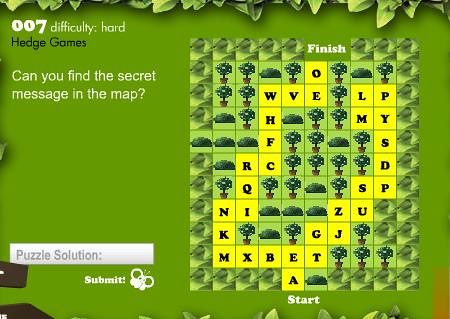 007 difficulty: hard
Hedge Games
Can you find the secret
message in the map?
Finish
O
W V E L P
H M Y
F S
R C D
Q S P
N I Z U
K G J
M X B E T
A
Start
Puzzle Solution:
Submit!